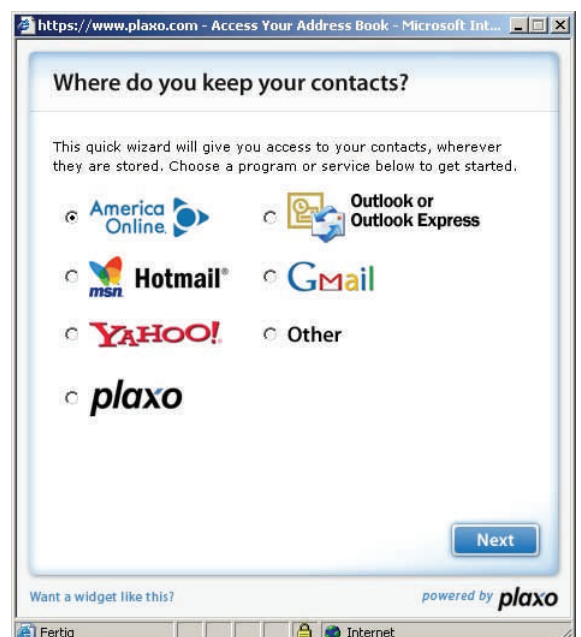 https://www.plaxo.com - Access Your Address Book - Microsoft Int...
Where do you keep your contacts?
This quick wizard will give you access to your contacts, wherever
they are stored. Choose a program or service below to get started.
America
Online
Outlook or
Outlook Express
msn Hotmail®
GMail
YAHOO!
Other
plaxo
Next
Want a widget like this?
powered by plaxo
Fertig
Internet